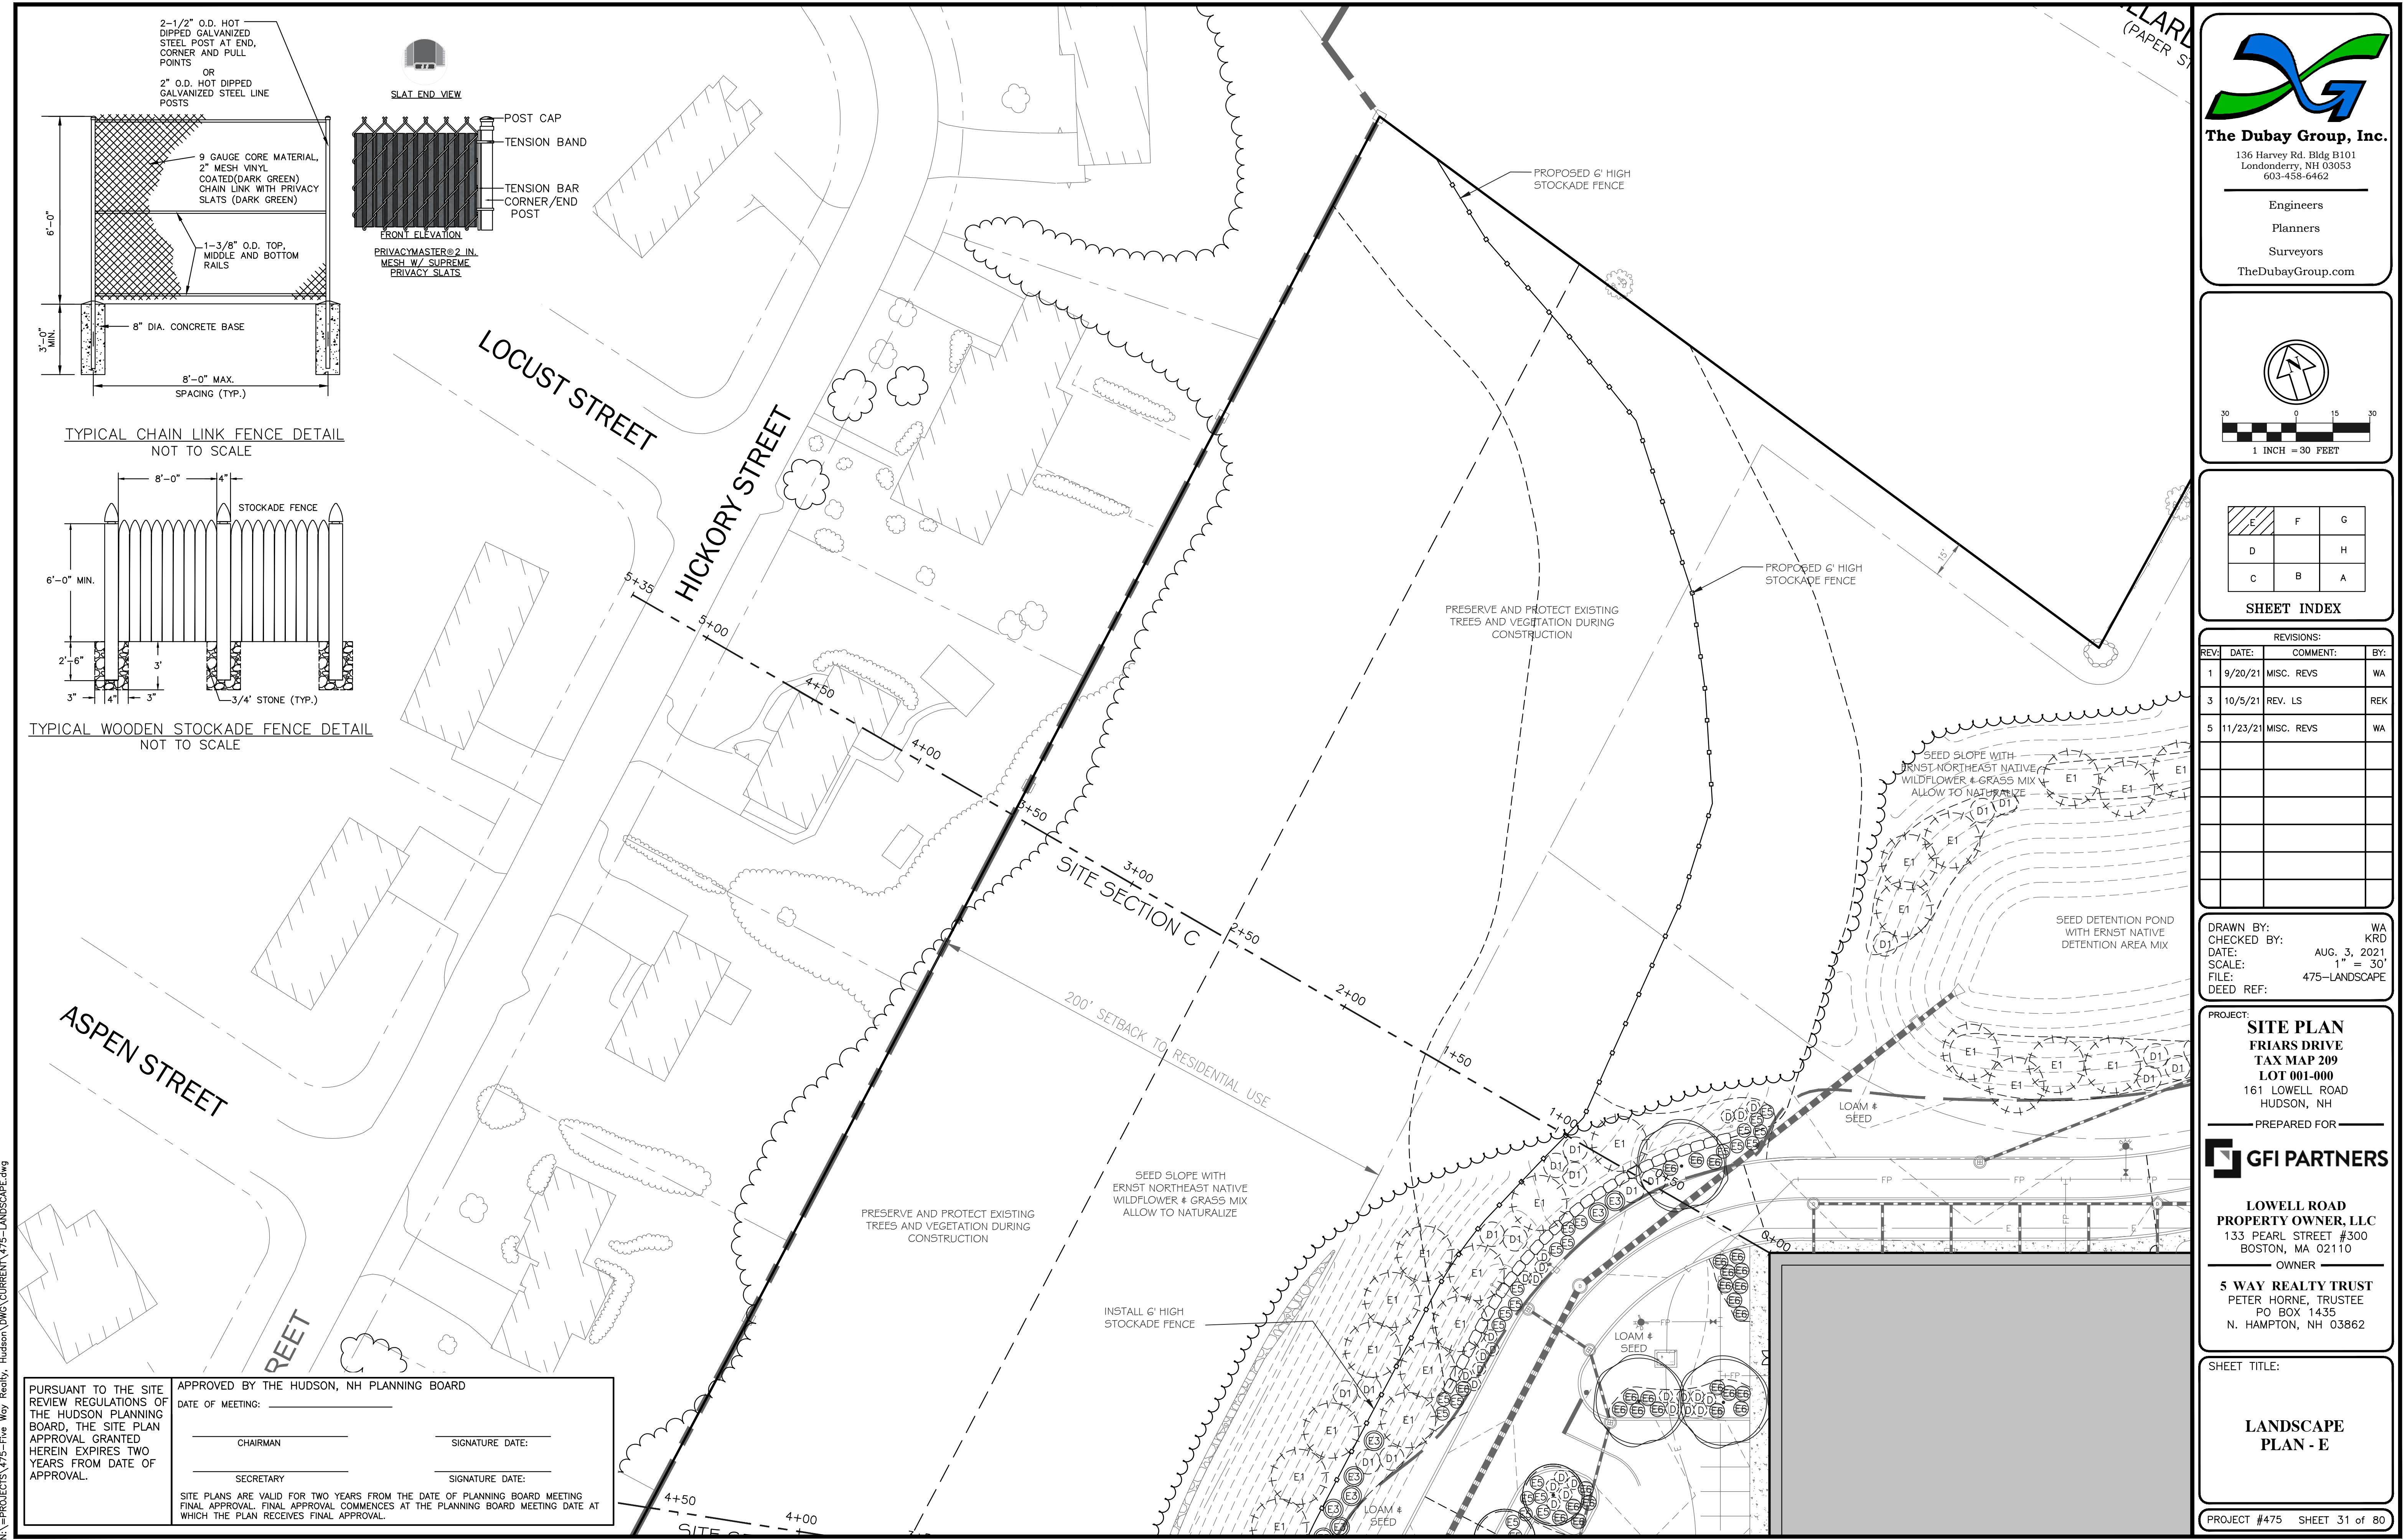 2-1/2" O.D. HOT
DIPPED GALVANIZED
STEEL POST AT END,
CORNER AND PULL
POINTS
OR
2" O.D. HOT DIPPED
GALVANIZED STEEL LINE
POSTS
6'-0"
9 GAUGE CORE MATERIAL,
2" MESH VINYL
COATED(DARK GREEN)
CHAIN LINK WITH PRIVACY
SLATS (DARK GREEN)
1-3/8" O.D. TOP,
MIDDLE AND BOTTOM
RAILS
3'-0"
MIN.
8" DIA. CONCRETE BASE
8'-0" MAX.
SPACING (TYP.)
TYPICAL CHAIN LINK FENCE DETAIL
NOT TO SCALE
SLAT END VIEW
POST CAP
TENSION BAND
TENSION BAR
CORNER/END
POST
FRONT ELEVATION
PRIVACYMASTER®2 IN.
MESH W/ SUPREME
PRIVACY SLATS
8'-0"
4"
STOCKADE FENCE
6'-0" MIN.
2'-6"
3'
3"
4"
3"
3/4' STONE (TYP.)
TYPICAL WOODEN STOCKADE FENCE DETAIL
NOT TO SCALE
LOCUST STREET
HICKORY STREET
ASPEN STREET
REET
(PAPER
PROPOSED 6' HIGH
STOCKADE FENCE
PROPOSED 6' HIGH
STOCKADE FENCE
15'
PRESERVE AND PROTECT EXISTING
TREES AND VEGETATION DURING
CONSTRUCTION
5+35
5+00
4+50
4+00
3+50
3+00
2+50
2+00
1+50
1+00
0+50
0+00
SITE SECTION C
200' SETBACK TO RESIDENTIAL USE
SEED SLOPE WITH
ERNST NORTHEAST NATIVE
WILDFLOWER & GRASS MIX
ALLOW TO NATURALIZE
SEED DETENTION POND
WITH ERNST NATIVE
DETENTION AREA MIX
LOAM &
SEED
SEED SLOPE WITH
ERNST NORTHEAST NATIVE
WILDFLOWER & GRASS MIX
ALLOW TO NATURALIZE
PRESERVE AND PROTECT EXISTING
TREES AND VEGETATION DURING
CONSTRUCTION
INSTALL 6' HIGH
STOCKADE FENCE
LOAM &
SEED
LOAM &
SEED
E1
D1
E3
E5
E6
FP
4+50
4+00
SITE
PURSUANT TO THE SITE
REVIEW REGULATIONS OF
THE HUDSON PLANNING
BOARD, THE SITE PLAN
APPROVAL GRANTED
HEREIN EXPIRES TWO
YEARS FROM DATE OF
APPROVAL.
APPROVED BY THE HUDSON, NH PLANNING BOARD
DATE OF MEETING:
CHAIRMAN
SIGNATURE DATE:
SECRETARY
SIGNATURE DATE:
SITE PLANS ARE VALID FOR TWO YEARS FROM THE DATE OF PLANNING BOARD MEETING
FINAL APPROVAL. FINAL APPROVAL COMMENCES AT THE PLANNING BOARD MEETING DATE AT
WHICH THE PLAN RECEIVES FINAL APPROVAL.
N:\=PROJECTS\475-Five Way Realty, Hudson\DWG\CURRENT\475-LANDSCAPE.dwg
The Dubay Group, Inc.
136 Harvey Rd. Bldg B101
Londonderry, NH 03053
603-458-6462
Engineers
Planners
Surveyors
TheDubayGroup.com
N
30 0 15 30
1 INCH = 30 FEET
E F G
D H
C B A
SHEET INDEX
REVISIONS:
REV: DATE: COMMENT: BY:
1 9/20/21 MISC. REVS WA
3 10/5/21 REV. LS REK
5 11/23/21 MISC. REVS WA
DRAWN BY: WA
CHECKED BY: KRD
DATE: AUG. 3, 2021
SCALE: 1" = 30'
FILE: 475-LANDSCAPE
DEED REF:
PROJECT:
SITE PLAN
FRIARS DRIVE
TAX MAP 209
LOT 001-000
161 LOWELL ROAD
HUDSON, NH
PREPARED FOR
GFI PARTNERS
LOWELL ROAD
PROPERTY OWNER, LLC
133 PEARL STREET #300
BOSTON, MA 02110
OWNER
5 WAY REALTY TRUST
PETER HORNE, TRUSTEE
PO BOX 1435
N. HAMPTON, NH 03862
SHEET TITLE:
LANDSCAPE
PLAN - E
PROJECT #475 SHEET 31 of 80